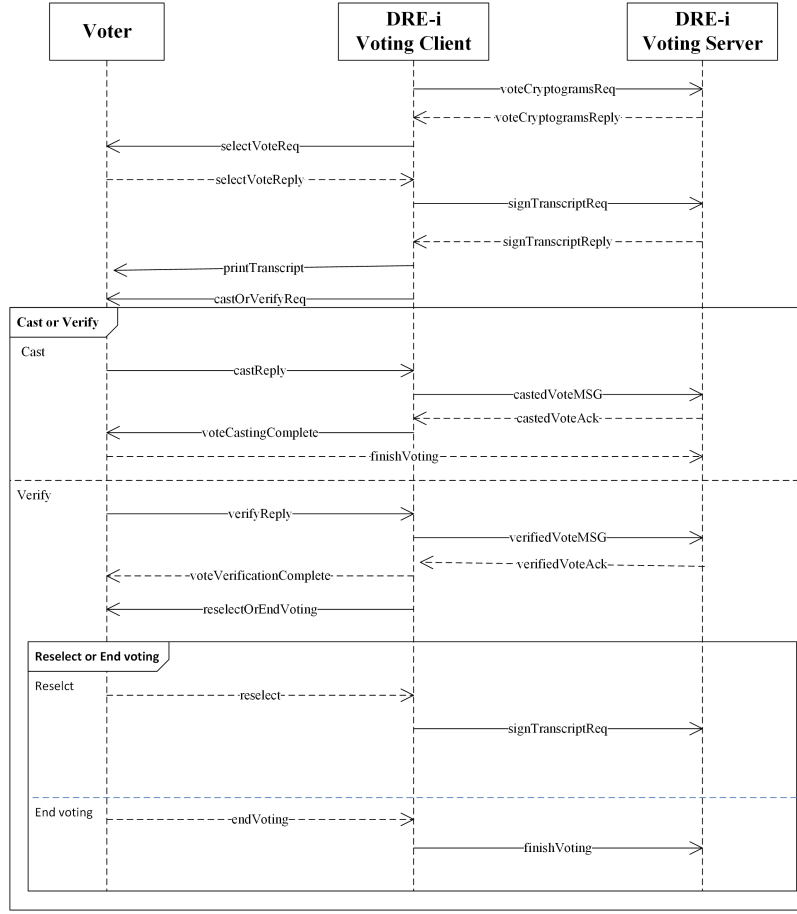 Voter
DRE-i
Voting Client
DRE-i
Voting Server
voteCryptogramsReq
voteCryptogramsReply
selectVoteReq
selectVoteReply
signTranscriptReq
signTranscriptReply
printTranscript
castOrVerifyReq
Cast or Verify
Cast
castReply
castedVoteMSG
castedVoteAck
voteCastingComplete
finishVoting
Verify
verifyReply
verifiedVoteMSG
verifiedVoteAck
voteVerificationComplete
reselectOrEndVoting
Reselect or End voting
Reselct
reselect
signTranscriptReq
End voting
endVoting
finishVoting